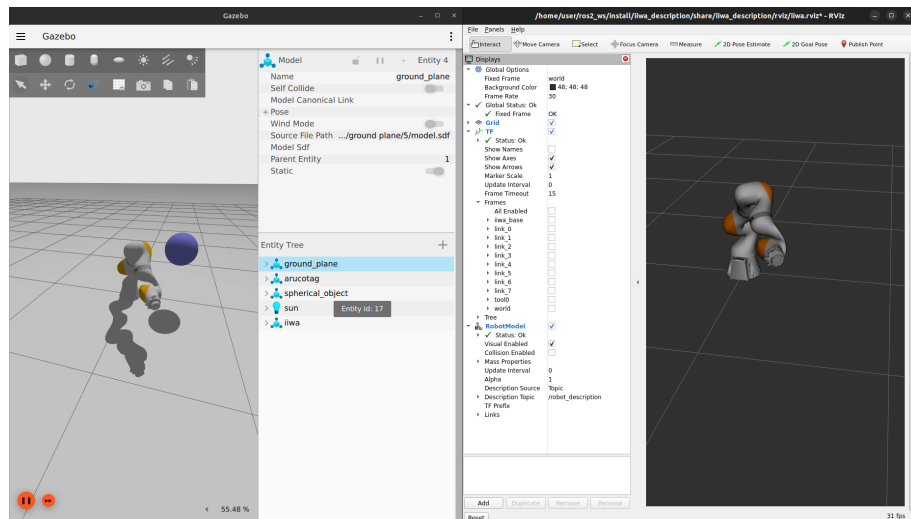 Gazebo
Gazebo
Model
Entity 4
Name ground_plane
Self Collide
Model Canonical Link
+ Pose
Wind Mode
Source File Path .../ground plane/5/model.sdf
Model Sdf
Parent Entity 1
Static
Entity Tree
ground_plane
arucotag
spherical_object
sun
Entity Id: 17
iiwa
55.48 %
/home/user/ros2_ws/install/iiwa_description/share/iiwa_description/rviz/iiwa.rviz* - RViz
File Panels Help
Interact Move Camera Select Focus Camera Measure 2D Pose Estimate 2D Goal Pose Publish Point
Displays
Global Options
Fixed Frame world
Background Color 48; 48; 48
Frame Rate 30
Global Status: Ok
Fixed Frame OK
Grid
TF
Status: Ok
Show Names
Show Axes
Show Arrows
Marker Scale 1
Update Interval 0
Frame Timeout 15
Frames
All Enabled
iiwa_base
link_0
link_1
link_2
link_3
link_4
link_5
link_6
link_7
tool0
world
Tree
RobotModel
Status: Ok
Visual Enabled
Collision Enabled
Mass Properties
Update Interval 0
Alpha 1
Description Source Topic
Description Topic /robot_description
TF Prefix
Links
Add Duplicate Remove Rename
Reset
31 fps